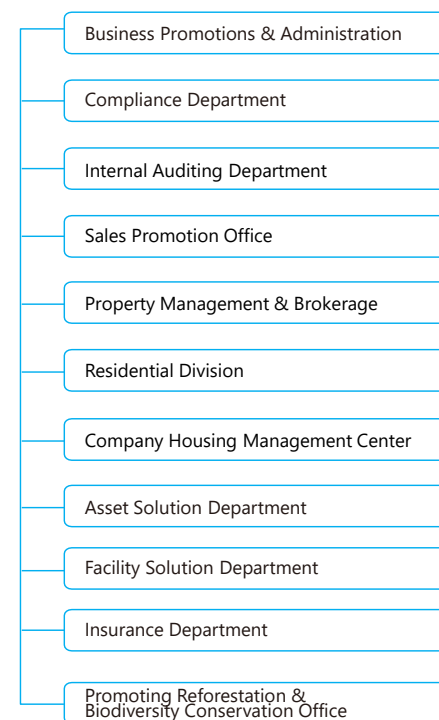 Business Promotions & Administration
Compliance Department
Internal Auditing Department
Sales Promotion Office
Property Management & Brokerage
Residential Division
Company Housing Management Center
Asset Solution Department
Facility Solution Department
Insurance Department
Promoting Reforestation &
Biodiversity Conservation Office